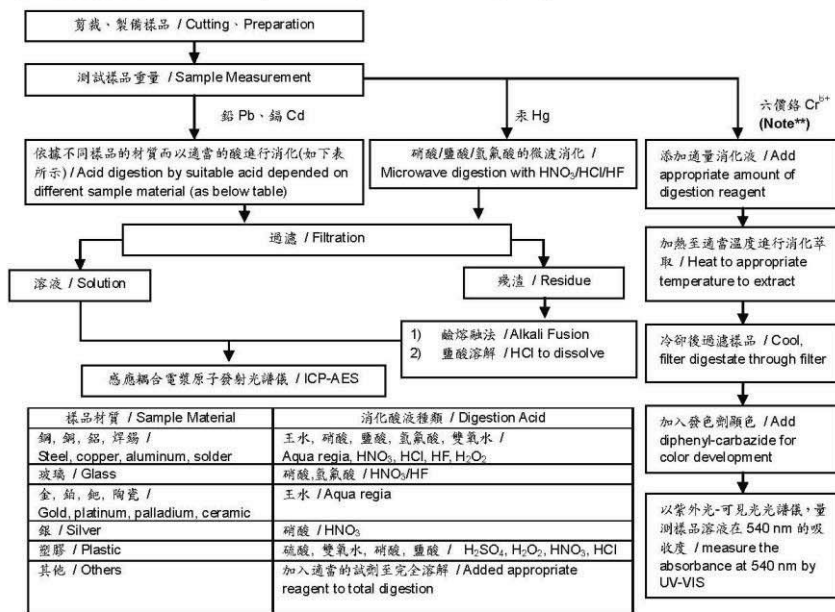 剪裁、製備樣品 / Cutting、Preparation
測試樣品重量 / Sample Measurement
鉛 Pb、鎘 Cd
汞 Hg
六價鉻 Cr⁶⁺
(Note**)
依據不同樣品的材質而以適當的酸進行消化(如下表
所示) / Acid digestion by suitable acid depended on
different sample material (as below table)
硝酸/鹽酸/氫氟酸的微波消化 /
Microwave digestion with HNO₃/HCl/HF
添加適量消化液 / Add
appropriate amount of
digestion reagent
過濾 / Filtration
加熱至適當溫度進行消化萃
取 / Heat to appropriate
temperature to extract
溶液 / Solution
殘渣 / Residue
1) 鹼熔融法 / Alkali Fusion
2) 鹽酸溶解 / HCl to dissolve
冷卻後過濾樣品 / Cool,
filter digestate through filter
感應耦合電漿原子發射光譜儀 / ICP-AES
加入發色劑顯色 / Add
diphenyl-carbazide for
color development
以紫外光-可見光光譜儀，量
測樣品溶液在 540 nm 的吸
收度 / measure the
absorbance at 540 nm by
UV-VIS
樣品材質 / Sample Material
消化酸液種類 / Digestion Acid
鋼, 銅, 鋁, 焊錫 /
Steel, copper, aluminum, solder
王水, 硝酸, 鹽酸, 氫氟酸, 雙氧水 /
Aqua regia, HNO₃, HCl, HF, H₂O₂
玻璃 / Glass
硝酸,氫氟酸 / HNO₃/HF
金, 鉑, 鈀, 陶瓷 /
Gold, platinum, palladium, ceramic
王水 / Aqua regia
銀 / Silver
硝酸 / HNO₃
塑膠 / Plastic
硫酸, 雙氧水, 硝酸, 鹽酸 / H₂SO₄, H₂O₂, HNO₃, HCl
其他 / Others
加入適當的試劑至完全溶解 / Added appropriate
reagent to total digestion